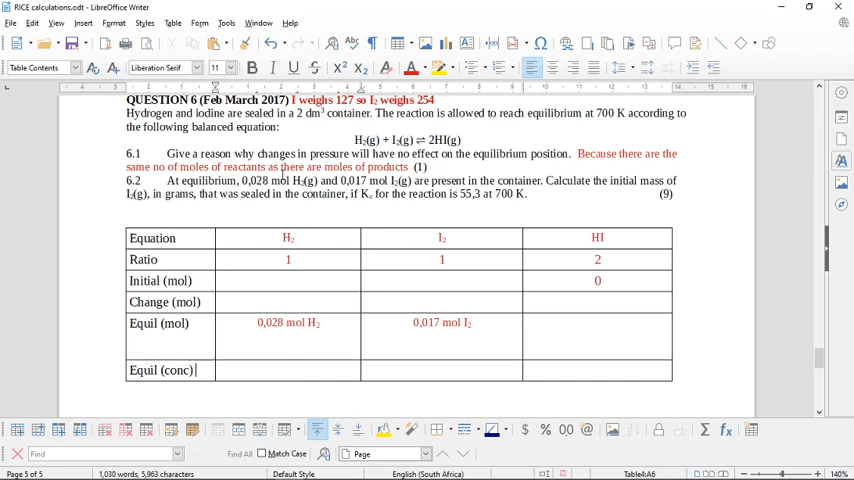 RICE calculations.odt - LibreOffice Writer
File Edit View Insert Format Styles Table Form Tools Window Help
Table Contents Liberation Serif 11
QUESTION 6 (Feb March 2017) I weighs 127 so I₂ weighs 254
Hydrogen and iodine are sealed in a 2 dm³ container. The reaction is allowed to reach equilibrium at 700 K according to
the following balanced equation:
H₂(g) + I₂(g) ⇌ 2HI(g)
6.1 Give a reason why changes in pressure will have no effect on the equilibrium position. Because there are the
same no of moles of reactants as there are moles of products (1)
6.2 At equilibrium, 0,028 mol H₂(g) and 0,017 mol I₂(g) are present in the container. Calculate the initial mass of
I₂(g), in grams, that was sealed in the container, if K꜀ for the reaction is 55,3 at 700 K. (9)
Equation H₂ I₂ HI
Ratio 1 1 2
Initial (mol) 0
Change (mol)
Equil (mol) 0,028 mol H₂ 0,017 mol I₂
Equil (conc)
Find Find All Match Case Page
Page 5 of 5 1,030 words, 5,963 characters Default Style English (South Africa) Table4:A6 140%